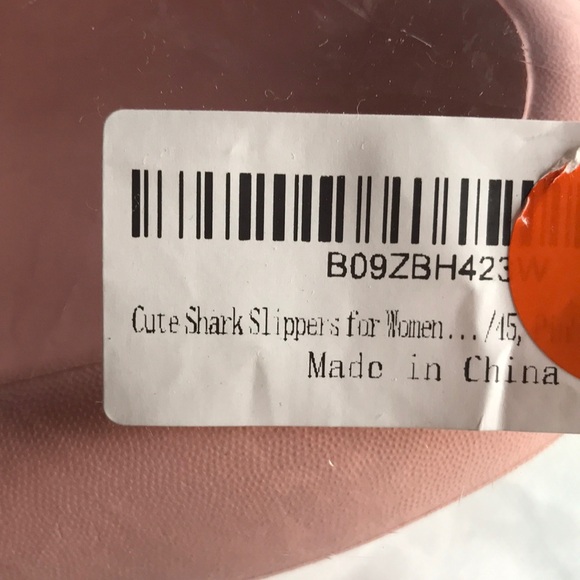 B09ZBH423W
Cute Shark Slippers for Women... /45,
Made in China